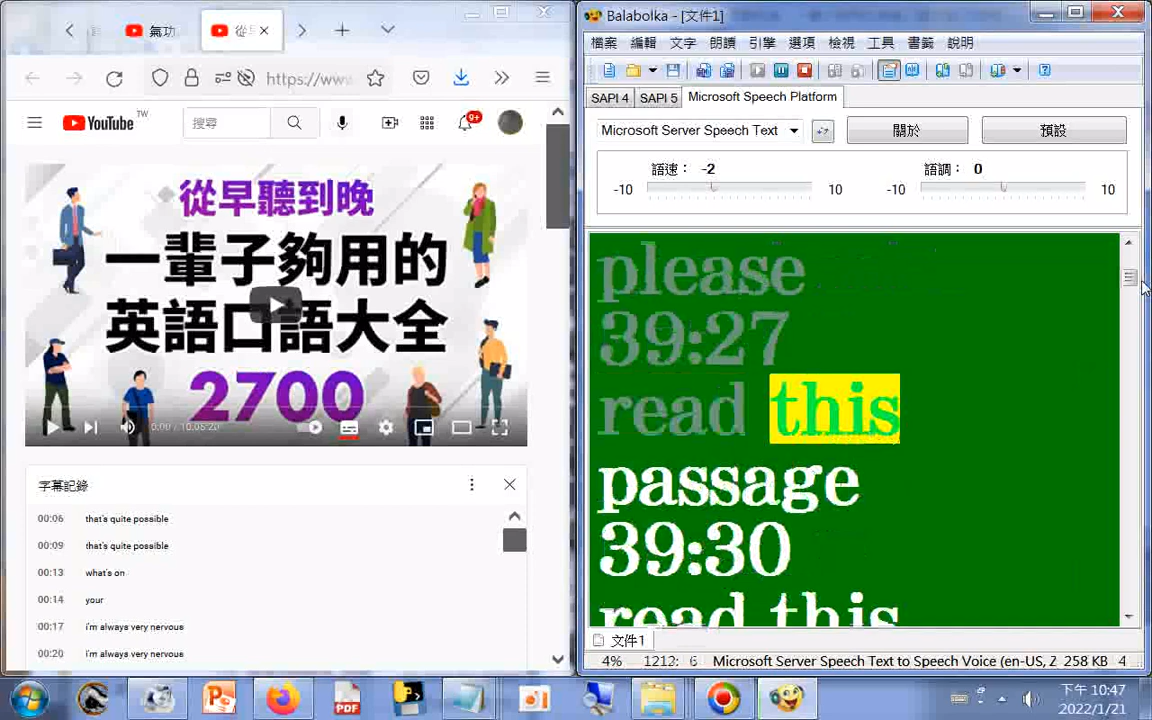 氣功
從
https://www
YouTube TW
搜尋
9+
從早聽到晚
一輩子夠用的
英語口語大全
2700
0:00 / 10:05:20
字幕記錄
00:06 that's quite possible
00:09 that's quite possible
00:13 what's on
00:14 your
00:17 i'm always very nervous
00:20 i'm always very nervous
Balabolka - [文件1]
檔案 編輯 文字 朗讀 引擎 選項 檢視 工具 書籤 說明
SAPI 4 SAPI 5 Microsoft Speech Platform
Microsoft Server Speech Text 關於 預設
語速： -2 語調： 0
-10 10 -10 10
please
39:27
read this
passage
39:30
read this
文件1
4% 1212: 6 Microsoft Server Speech Text to Speech Voice (en-US, Z 258 KB 4
PDF
下午 10:47
2022/1/21